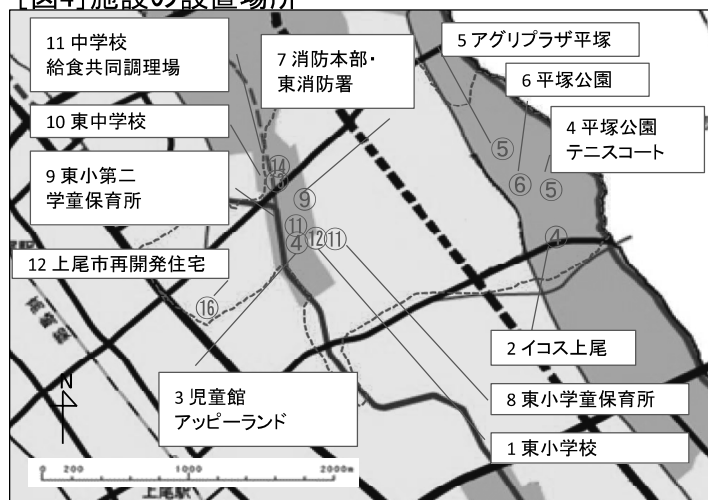 [図4]施設の設置場所
11 中学校
給食共同調理場
7 消防本部・
東消防署
5 アグリプラザ平塚
6 平塚公園
10 東中学校
4 平塚公園
テニスコート
9 東小第二
学童保育所
⑭
⑤
⑥
⑤
⑨
⑪
④
⑫
⑪
④
12 上尾市再開発住宅
⑯
高崎線
N
2 イコス上尾
3 児童館
アッピーランド
8 東小学童保育所
1 東小学校
0 200 1000 2000m
上尾駅